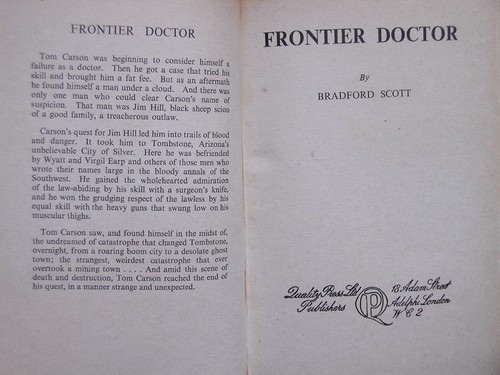 FRONTIER DOCTOR
Tom Carson was beginning to consider himself a
failure as a doctor. Then he got a case that tried his
skill and brought him a fat fee. But as an aftermath
he found himself a man under a cloud. And there was
only one man who could clear Carson's name of
suspicion. That man was Jim Hill, black sheep scion
of a good family, a treacherous outlaw.
Carson's quest for Jim Hill led him into trails of blood
and danger. It took him to Tombstone, Arizona's
unbelievable City of Silver. Here he was befriended
by Wyatt and Virgil Earp and others of those men who
wrote their names large in the bloody annals of the
Southwest. He gained the wholehearted admiration
of the law-abiding by his skill with a surgeon's knife,
and he won the grudging respect of the lawless by his
equal skill with the heavy guns that swung low on his
muscular thighs.
Tom Carson saw, and found himself in the midst of,
the undreamed of catastrophe that changed Tombstone,
overnight, from a roaring boom city to a desolate ghost
town; the strangest, weirdest catastrophe that ever
overtook a mining town . . . . And amid this scene of
death and destruction, Tom Carson reached the end of
his quest, in a manner strange and unexpected.
FRONTIER DOCTOR
By
BRADFORD SCOTT
Quality Press Ltd
Publishers
QP
18 Adam Street
Adelphi London
W C 2